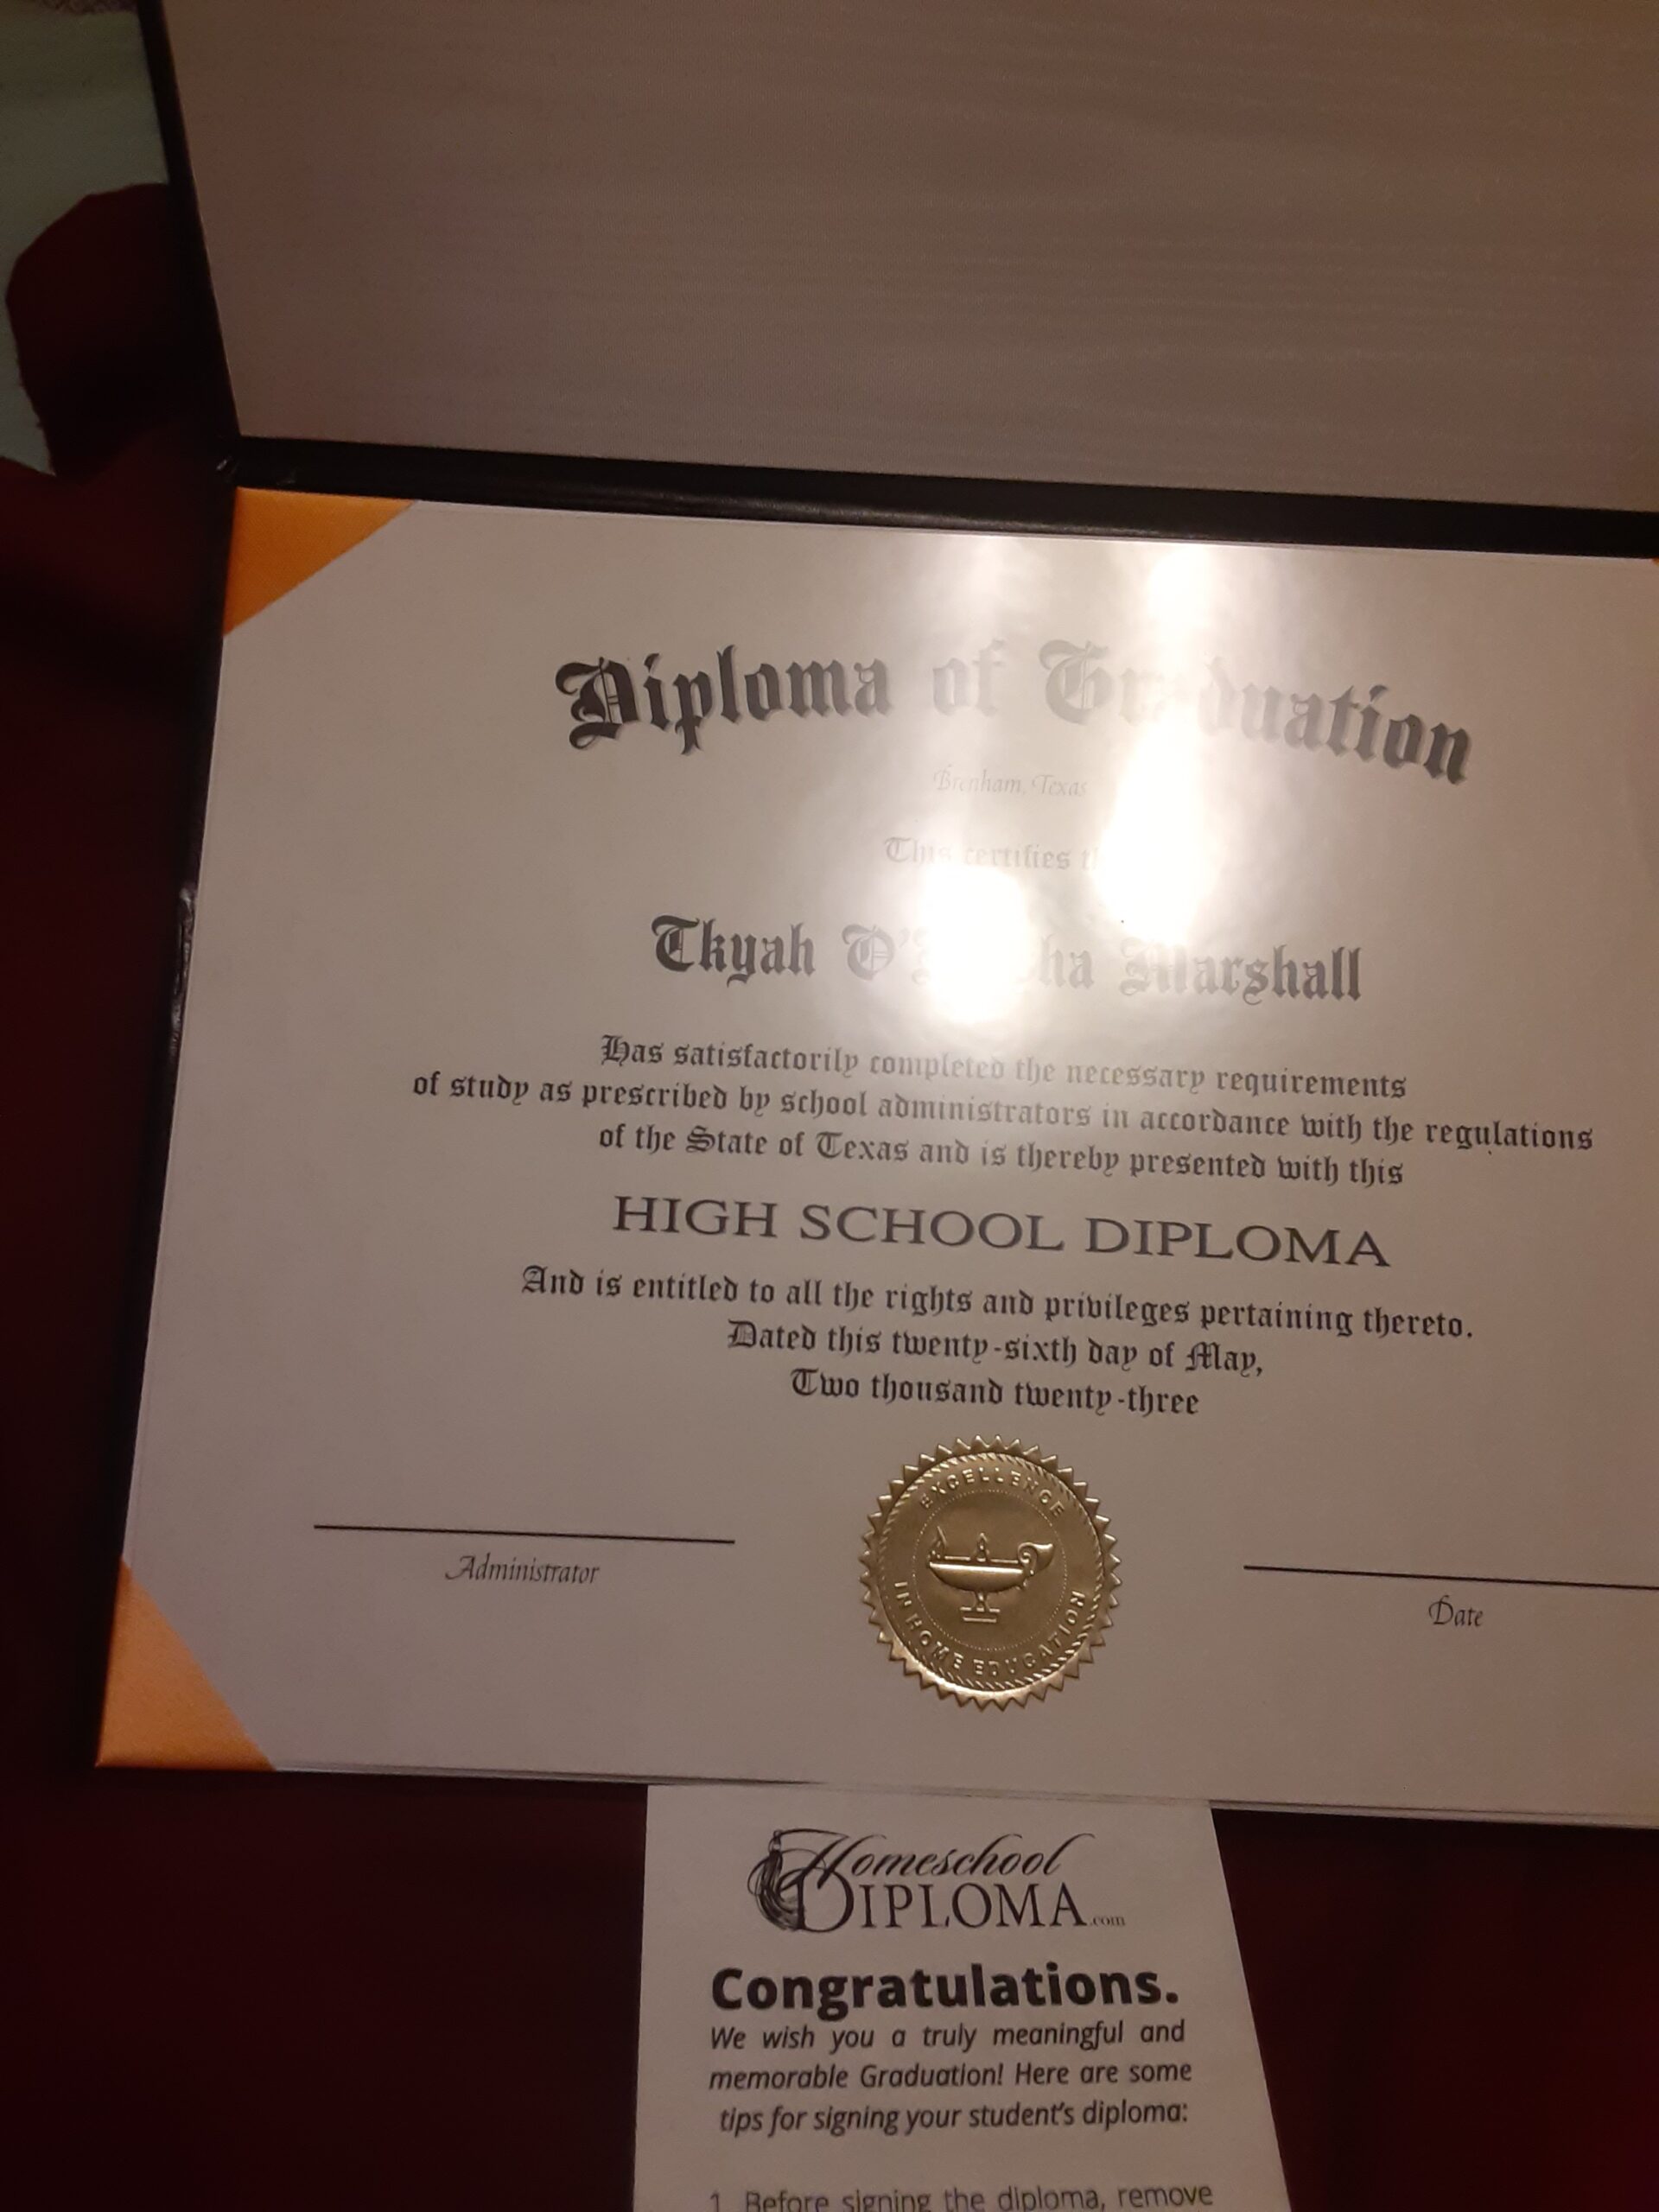 Diploma of Graduation
Brenham, Texas
This certifies
Tkyah Marshall
Has satisfactorily completed the necessary requirements
of study as prescribed by school administrators in accordance with the regulations
of the State of Texas and is thereby presented with this
HIGH SCHOOL DIPLOMA
And is entitled to all the rights and privileges pertaining thereto.
Dated this twenty-sixth day of May,
Two thousand twenty-three
EXCELLENCE
IN HOME EDUCATION
Administrator
Date
Homeschool
DIPLOMA.com
Congratulations.
We wish you a truly meaningful and
memorable Graduation! Here are some
tips for signing your student's diploma:
1. Before signing the diploma, remove